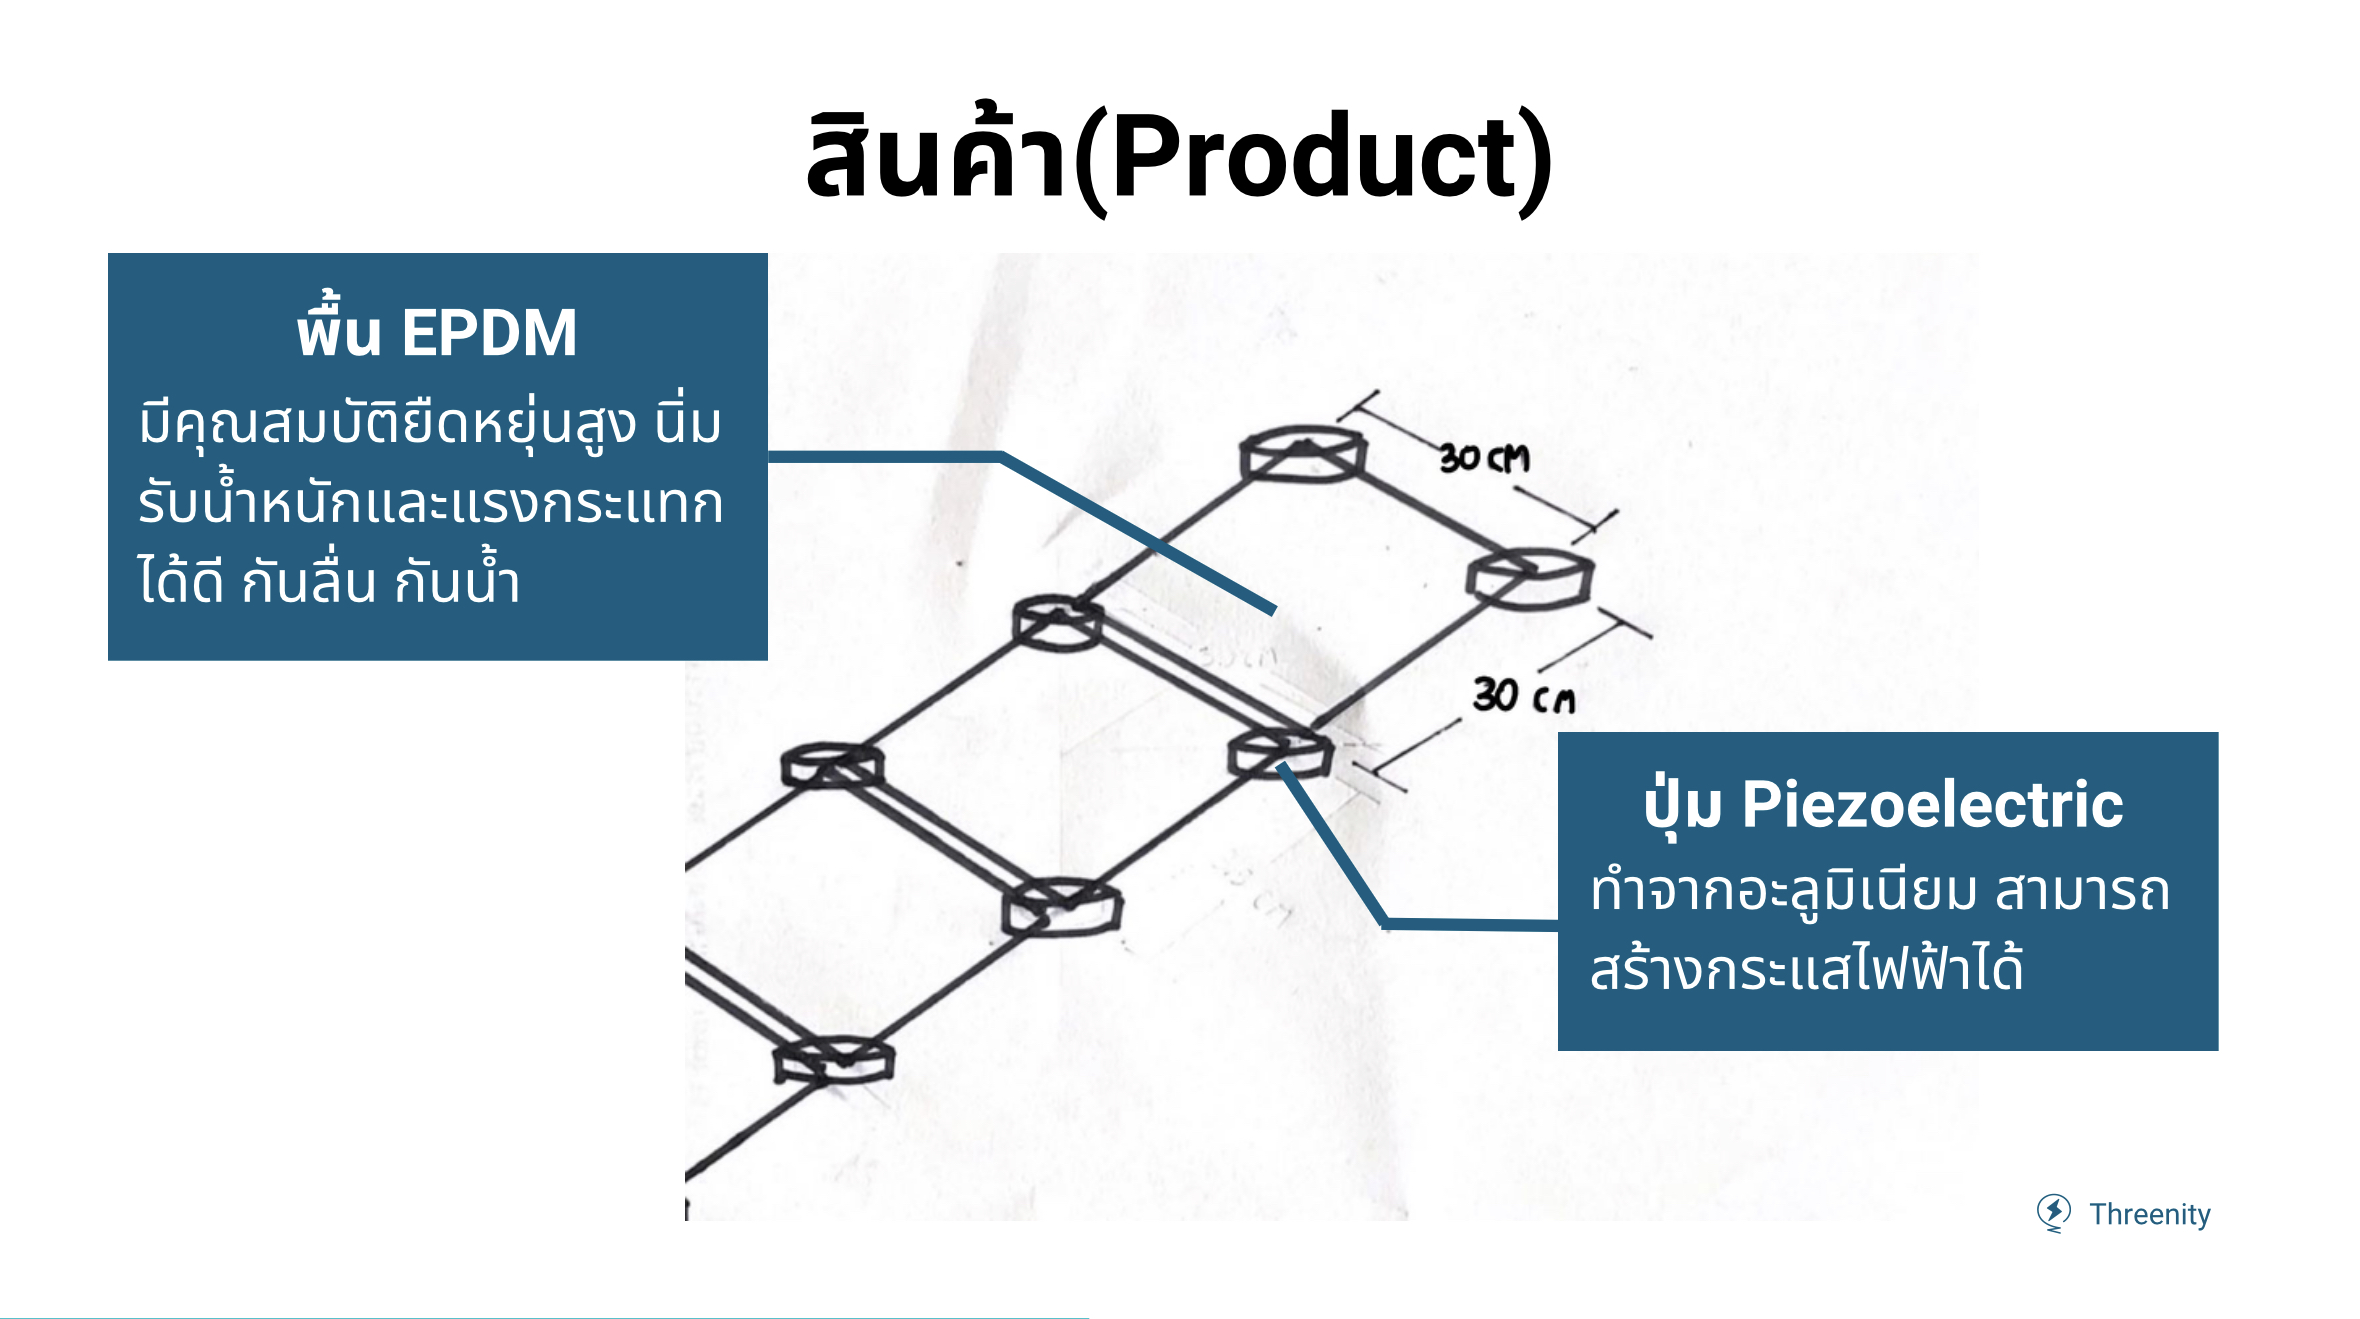 สินค้า(Product)
พื้น EPDM
มีคุณสมบัติยืดหยุ่นสูง นิ่ม
รับน้ำหนักและแรงกระแทก
ได้ดี กันลื่น กันน้ำ
30 CM
30 CM
ปุ่ม Piezoelectric
ทำจากอะลูมิเนียม สามารถ
สร้างกระแสไฟฟ้าได้
Threenity